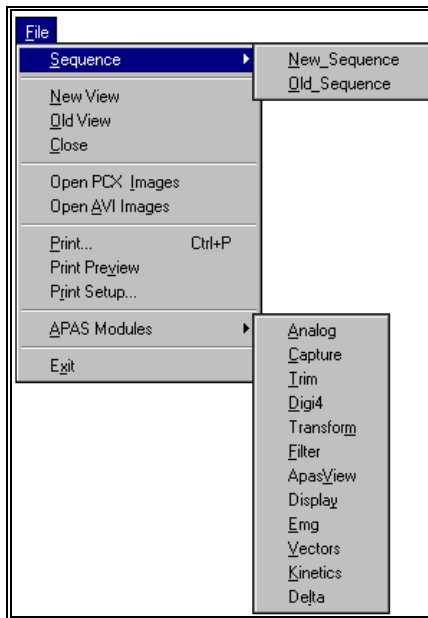 File
Sequence
New_Sequence
Old_Sequence
New View
Old View
Close
Open PCX Images
Open AVI Images
Print... Ctrl+P
Print Preview
Print Setup...
APAS Modules
Exit
Analog
Capture
Trim
Digi4
Transform
Filter
ApasView
Display
Emg
Vectors
Kinetics
Delta